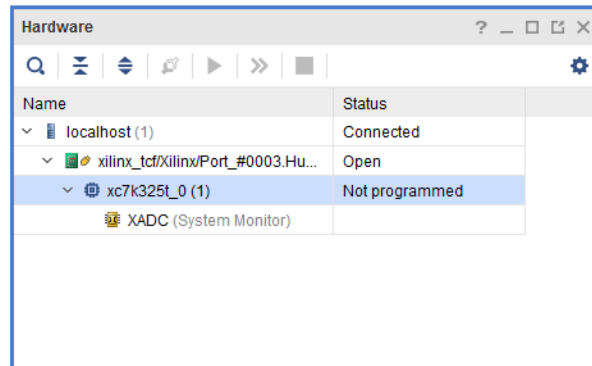 Hardware
Name Status
localhost (1) Connected
xilinx_tcf/Xilinx/Port_#0003.Hu... Open
xc7k325t_0 (1) Not programmed
XADC (System Monitor)